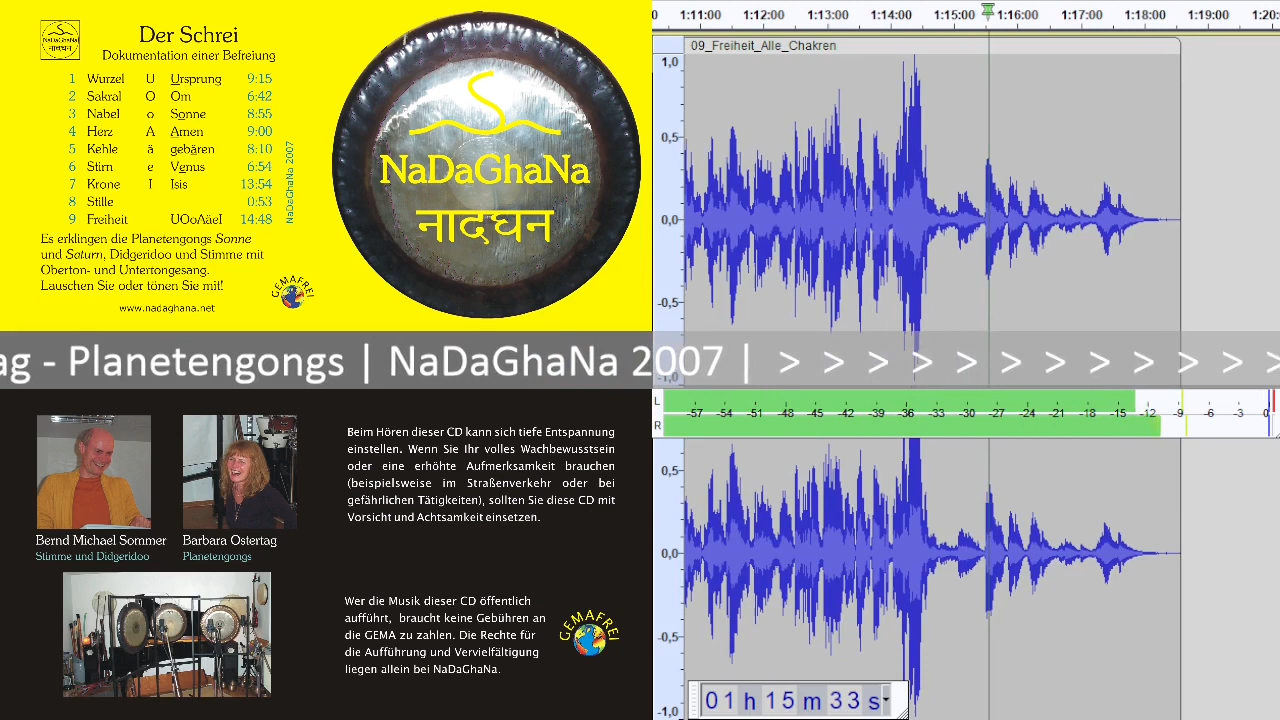 NaDaGhaNa
नादघन
Der Schrei
Dokumentation einer Befreiung
1 Wurzel U Ursprung 9:15
2 Sakral O Om 6:42
3 Nabel o Sonne 8:55
4 Herz A Amen 9:00
5 Kehle ä gebären 8:10
6 Stirn e Venus 6:54
7 Krone I Isis 13:54
8 Stille 0:53
9 Freiheit UOoAäeI 14:48
NaDaGhaNa 2007
Es erklingen die Planetengongs Sonne
und Saturn, Didgeridoo und Stimme mit
Oberton- und Untertongesang.
Lauschen Sie oder tönen Sie mit!
GEMAFREI
www.nadaghana.net
NaDaGhaNa
नादघन
0 1:11:00 1:12:00 1:13:00 1:14:00 1:15:00 1:16:00 1:17:00 1:18:00 1:19:00 1:20:0
09_Freiheit_Alle_Chakren
1,0
0,5
0,0
-0,5
-1,0
ag - Planetengongs | NaDaGhaNa 2007 | > > > > > > > > > > > >
L
-57 -54 -51 -48 -45 -42 -39 -36 -33 -30 -27 -24 -21 -18 -15 -12 -9 -6 -3 0
R
0,5
0,0
-0,5
-1,0
01 h 15 m 33 s
Bernd Michael Sommer
Stimme und Didgeridoo
Barbara Ostertag
Planetengongs
Beim Hören dieser CD kann sich tiefe Entspannung
einstellen. Wenn Sie Ihr volles Wachbewusstsein
oder eine erhöhte Aufmerksamkeit brauchen
(beispielsweise im Straßenverkehr oder bei
gefährlichen Tätigkeiten), sollten Sie diese CD mit
Vorsicht und Achtsamkeit einsetzen.
Wer die Musik dieser CD öffentlich
aufführt, braucht keine Gebühren an
die GEMA zu zahlen. Die Rechte für
die Aufführung und Vervielfältigung
liegen allein bei NaDaGhaNa.
GEMAFREI